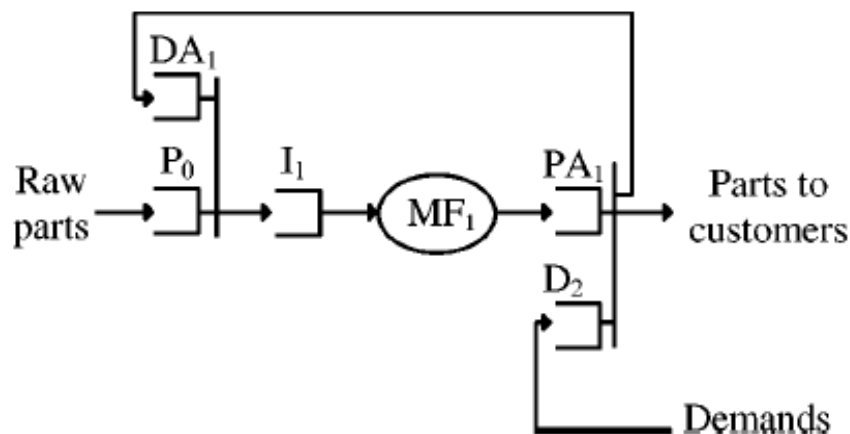 DA₁
P₀
I₁
PA₁
Raw
parts
MF₁
Parts to
customers
D₂
Demands